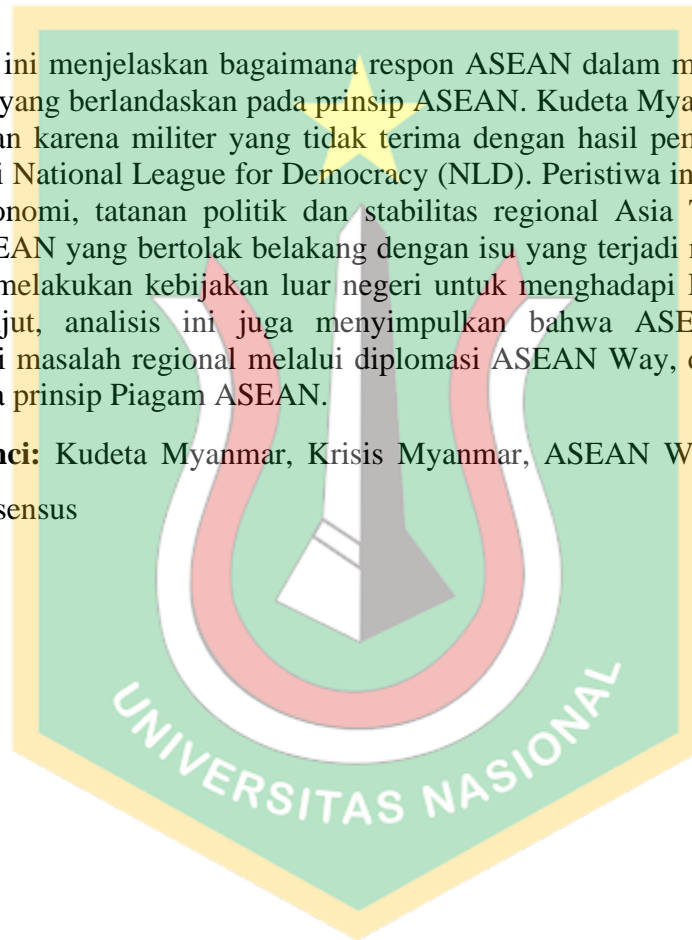 ini menjelaskan bagaimana respon ASEAN dalam m
yang berlandaskan pada prinsip ASEAN. Kudeta Mya
an karena militer yang tidak terima dengan hasil pen
i National League for Democracy (NLD). Peristiwa in
onomi, tatanan politik dan stabilitas regional Asia T
EAN yang bertolak belakang dengan isu yang terjadi
melakukan kebijakan luar negeri untuk menghadapi
jut, analisis ini juga menyimpulkan bahwa ASE
i masalah regional melalui diplomasi ASEAN Way,
a prinsip Piagam ASEAN.
nci: Kudeta Myanmar, Krisis Myanmar, ASEAN W
sensus
UNIVERSITAS NASIONAL